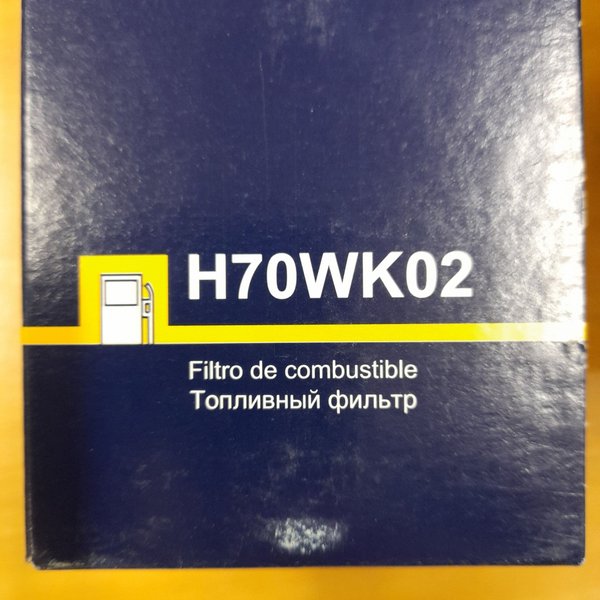 H70WK02
Filtro de combustible
Топливный фильтр